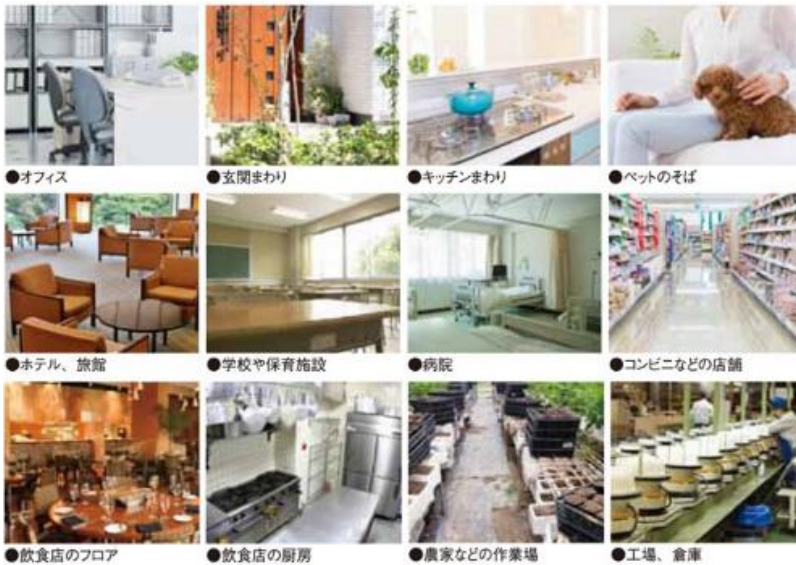 ●オフィス
●玄関まわり
●キッチンまわり
●ペットのそば
●ホテル、旅館
●学校や保育施設
●病院
●コンビニなどの店舗
●飲食店のフロア
●飲食店の厨房
●農家などの作業場
●工場、倉庫